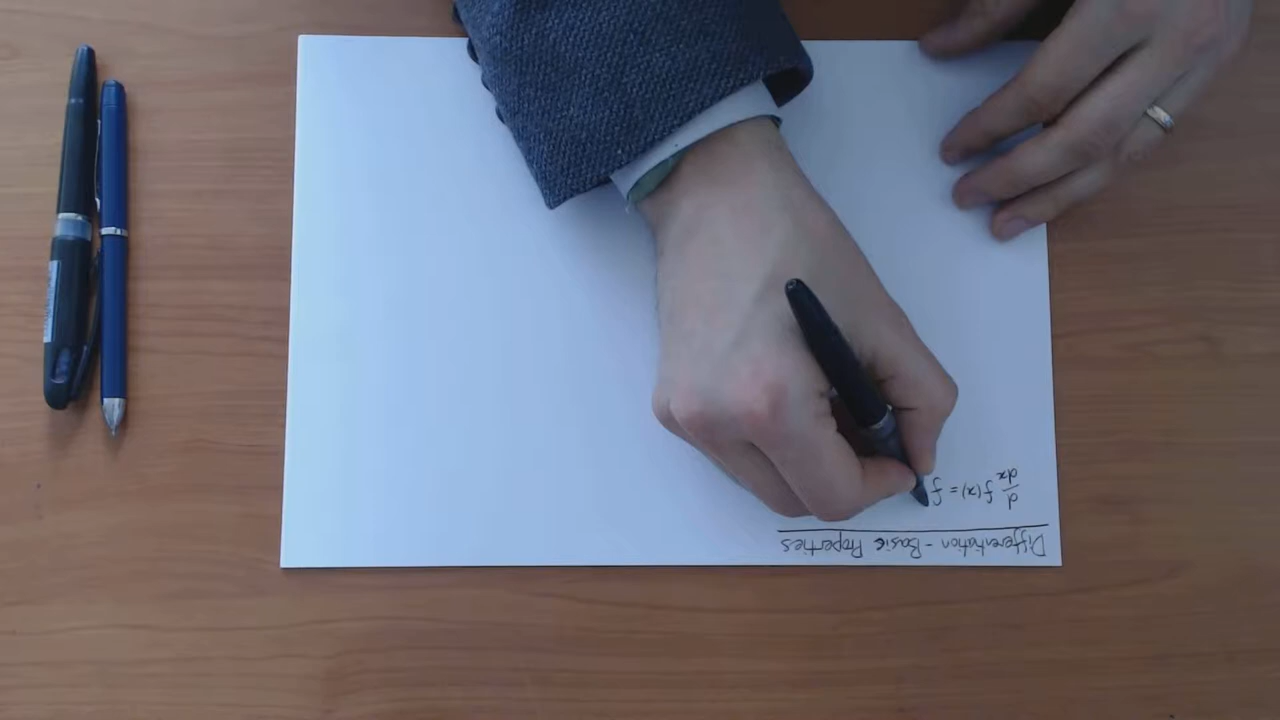 Differentiation - Basic Properties
d/dx f(x) = f